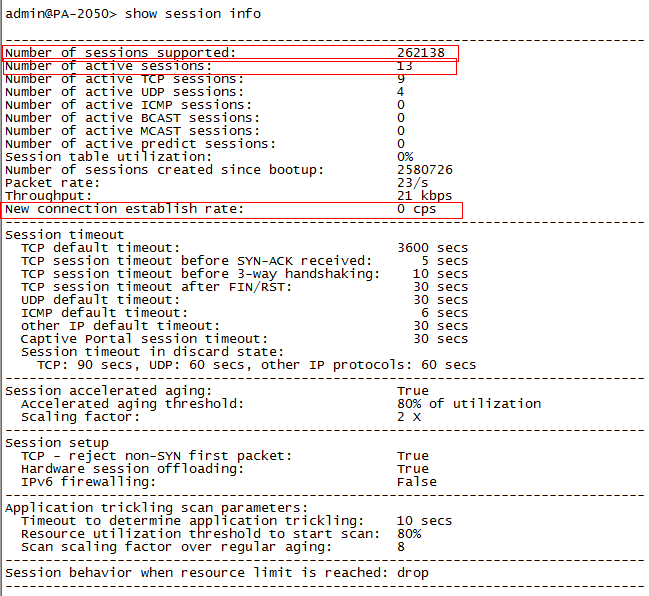 admin@PA-2050> show session info
--------------------------------------------------------------------------------
Number of sessions supported: 262138
Number of active sessions: 13
Number of active TCP sessions: 9
Number of active UDP sessions: 4
Number of active ICMP sessions: 0
Number of active BCAST sessions: 0
Number of active MCAST sessions: 0
Number of active predict sessions: 0
Session table utilization: 0%
Number of sessions created since bootup: 2580726
Packet rate: 23/s
Throughput: 21 kbps
New connection establish rate: 0 cps
--------------------------------------------------------------------------------
Session timeout
TCP default timeout: 3600 secs
TCP session timeout before SYN-ACK received: 5 secs
TCP session timeout before 3-way handshaking: 10 secs
TCP session timeout after FIN/RST: 30 secs
UDP default timeout: 30 secs
ICMP default timeout: 6 secs
other IP default timeout: 30 secs
Captive Portal session timeout: 30 secs
Session timeout in discard state:
TCP: 90 secs, UDP: 60 secs, other IP protocols: 60 secs
--------------------------------------------------------------------------------
Session accelerated aging: True
Accelerated aging threshold: 80% of utilization
Scaling factor: 2 X
--------------------------------------------------------------------------------
Session setup
TCP - reject non-SYN first packet: True
Hardware session offloading: True
IPv6 firewalling: False
--------------------------------------------------------------------------------
Application trickling scan parameters:
Timeout to determine application trickling: 10 secs
Resource utilization threshold to start scan: 80%
Scan scaling factor over regular aging: 8
--------------------------------------------------------------------------------
Session behavior when resource limit is reached: drop
--------------------------------------------------------------------------------